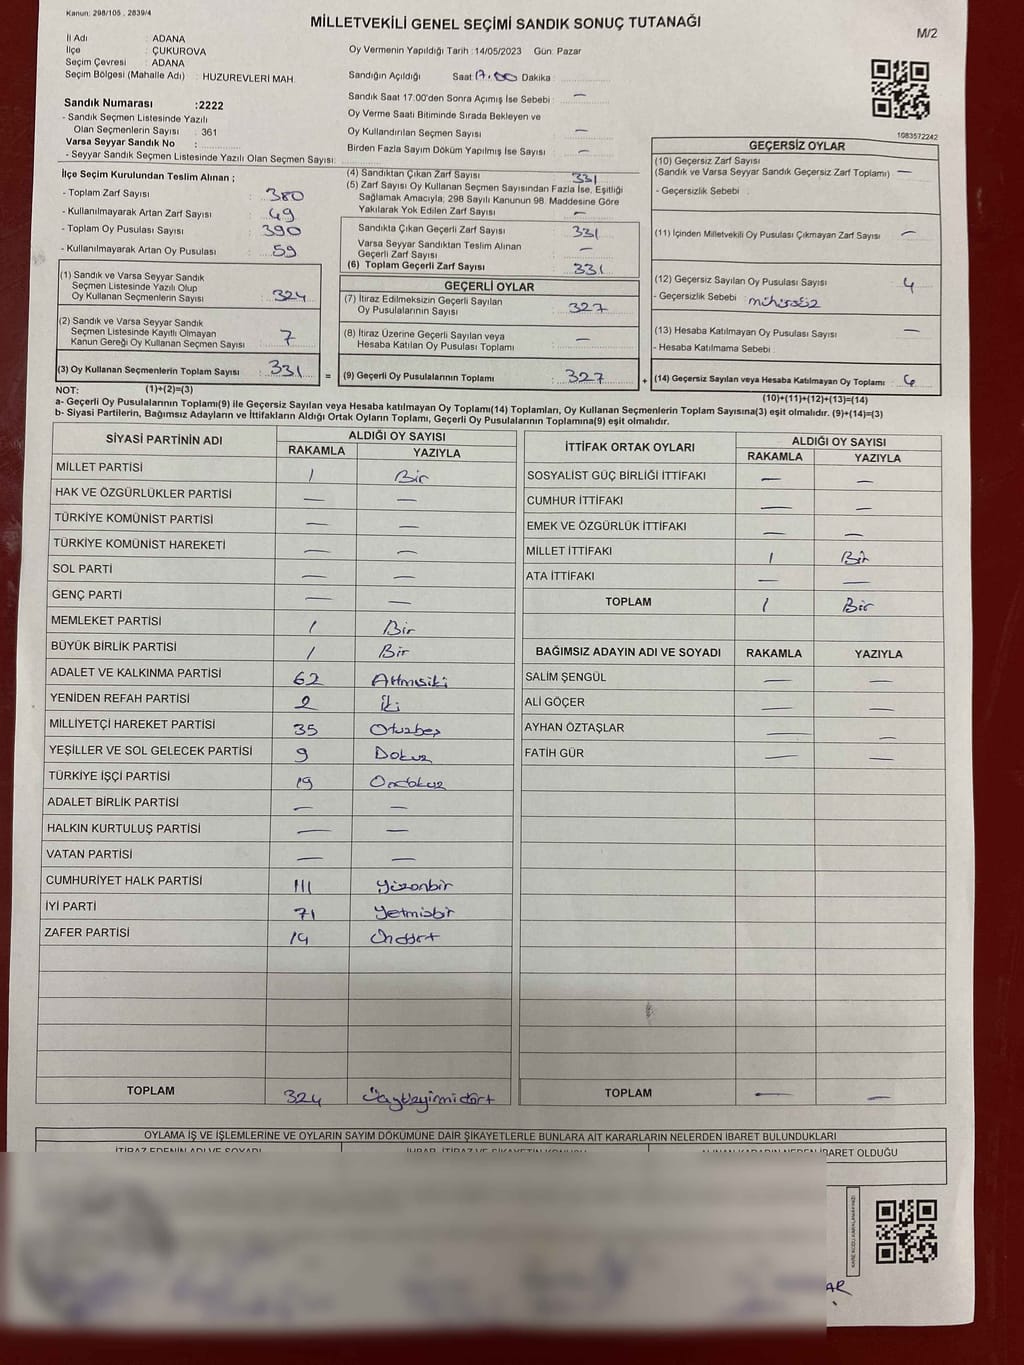 Kanun: 298/105 , 2839/4
MİLLETVEKİLİ GENEL SEÇİMİ SANDIK SONUÇ TUTANAĞI
M/2
İl Adı : ADANA
İlçe : ÇUKUROVA
Seçim Çevresi : ADANA
Seçim Bölgesi (Mahalle Adı) : HUZUREVLERİ MAH.
Oy Vermenin Yapıldığı Tarih : 14/05/2023 Gün: Pazar
Sandığın Açıldığı Saat 17.00 Dakika :
Sandık Saat 17:00'den Sonra Açımış İse Sebebi : —
Oy Verme Saati Bitiminde Sırada Bekleyen ve
Oy Kullandırılan Seçmen Sayısı : —
Birden Fazla Sayım Döküm Yapılmış İse Sayısı : —
Sandık Numarası :2222
- Sandık Seçmen Listesinde Yazılı
Olan Seçmenlerin Sayısı : 361
Varsa Seyyar Sandık No :
- Seyyar Sandık Seçmen Listesinde Yazılı Olan Seçmen Sayısı:
1083572242
İlçe Seçim Kurulundan Teslim Alınan ;
- Toplam Zarf Sayısı : 380
- Kullanılmayarak Artan Zarf Sayısı : 49
- Toplam Oy Pusulası Sayısı : 390
- Kullanılmayarak Artan Oy Pusulası : 59
(1) Sandık ve Varsa Seyyar Sandık
Seçmen Listesinde Yazılı Olup
Oy Kullanan Seçmenlerin Sayısı : 324
(2) Sandık ve Varsa Seyyar Sandık
Seçmen Listesinde Kayıtlı Olmayan
Kanun Gereği Oy Kullanan Seçmen Sayısı : 7
(3) Oy Kullanan Seçmenlerin Toplam Sayısı : 331
(1)+(2)=(3)
(4) Sandıktan Çıkan Zarf Sayısı : 331
(5) Zarf Sayısı Oy Kullanan Seçmen Sayısından Fazla İse, Eşitliği
Sağlamak Amacıyla; 298 Sayılı Kanunun 98. Maddesine Göre
Yakılarak Yok Edilen Zarf Sayısı : —
Sandıkta Çıkan Geçerli Zarf Sayısı : 331
Varsa Seyyar Sandıktan Teslim Alınan
Geçerli Zarf Sayısı : —
(6) Toplam Geçerli Zarf Sayısı : 331
GEÇERLİ OYLAR
(7) İtiraz Edilmeksizin Geçerli Sayılan
Oy Pusulalarının Sayısı : 327
(8) İtiraz Üzerine Geçerli Sayılan veya
Hesaba Katılan Oy Pusulası Toplamı : —
= (9) Geçerli Oy Pusulalarının Toplamı : 327
GEÇERSİZ OYLAR
(10) Geçersiz Zarf Sayısı
(Sandık ve Varsa Seyyar Sandık Geçersiz Zarf Toplamı) —
- Geçersizlik Sebebi :
(11) İçinden Milletvekili Oy Pusulası Çıkmayan Zarf Sayısı : —
(12) Geçersiz Sayılan Oy Pusulası Sayısı : 4
- Geçersizlik Sebebi : mühürsüz
(13) Hesaba Katılmayan Oy Pusulası Sayısı : —
- Hesaba Katılmama Sebebi :
+ (14) Geçersiz Sayılan veya Hesaba Katılmayan Oy Toplamı : 4
(10)+(11)+(12)+(13)=(14)
NOT:
a- Geçerli Oy Pusulalarının Toplamı(9) ile Geçersiz Sayılan veya Hesaba katılmayan Oy Toplamı(14) Toplamları, Oy Kullanan Seçmenlerin Toplam Sayısına(3) eşit olmalıdır. (9)+(14)=(3)
b- Siyasi Partilerin, Bağımsız Adayların ve İttifakların Aldığı Ortak Oyların Toplamı, Geçerli Oy Pusulalarının Toplamına(9) eşit olmalıdır.
SİYASİ PARTİNİN ADI ALDIĞI OY SAYISI
RAKAMLA YAZIYLA
MİLLET PARTİSİ 1 Bir
HAK VE ÖZGÜRLÜKLER PARTİSİ — —
TÜRKİYE KOMÜNİST PARTİSİ — —
TÜRKİYE KOMÜNİST HAREKETİ — —
SOL PARTİ — —
GENÇ PARTİ — —
MEMLEKET PARTİSİ 1 Bir
BÜYÜK BİRLİK PARTİSİ 1 Bir
ADALET VE KALKINMA PARTİSİ 62 Altmışiki
YENİDEN REFAH PARTİSİ 2 İki
MİLLİYETÇİ HAREKET PARTİSİ 35 Otuzbeş
YEŞİLLER VE SOL GELECEK PARTİSİ 9 Dokuz
TÜRKİYE İŞÇİ PARTİSİ 19 Ondokuz
ADALET BİRLİK PARTİSİ — —
HALKIN KURTULUŞ PARTİSİ — —
VATAN PARTİSİ — —
CUMHURİYET HALK PARTİSİ 111 Yüzonbir
İYİ PARTİ 71 Yetmişbir
ZAFER PARTİSİ 14 Ondört
TOPLAM 324 Üçyüzyirmidört
İTTİFAK ORTAK OYLARI ALDIĞI OY SAYISI
RAKAMLA YAZIYLA
SOSYALİST GÜÇ BİRLİĞİ İTTİFAKI — —
CUMHUR İTTİFAKI — —
EMEK VE ÖZGÜRLÜK İTTİFAKI — —
MİLLET İTTİFAKI 1 Bir
ATA İTTİFAKI — —
TOPLAM 1 Bir
BAĞIMSIZ ADAYIN ADI VE SOYADI RAKAMLA YAZIYLA
SALİM ŞENGÜL — —
ALİ GÖÇER — —
AYHAN ÖZTAŞLAR — —
FATİH GÜR — —
TOPLAM — —
OYLAMA İŞ VE İŞLEMLERİNE VE OYLARIN SAYIM DÖKÜMÜNE DAİR ŞİKAYETLERLE BUNLARA AİT KARARLARIN NELERDEN İBARET BULUNDUKLARI
İTİRAZ EDENİN ADI VE SOYADI
İBARET OLDUĞU